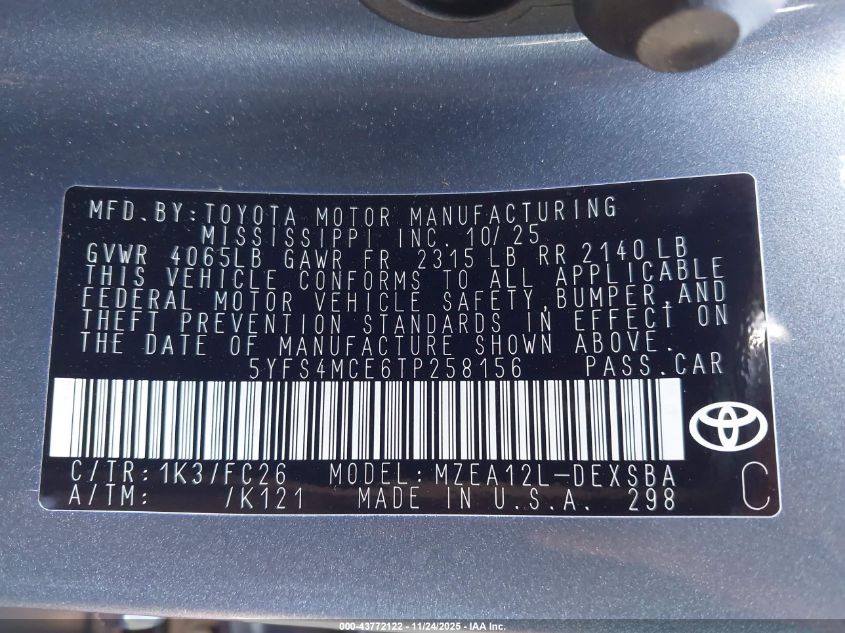 MFD.BY:TOYOTA MOTOR MANUFACTURING
MISSISSIPPI INC. 10/25
GVWR 4065LB GAWR FR 2315 LB RR 2140 LB
THIS VEHICLE CONFORMS TO ALL APPLICABLE
FEDERAL MOTOR VEHICLE SAFETY,BUMPER,AND
THEFT PREVENTION STANDARDS IN EFFECT ON
THE DATE OF MANUFACTURE SHOWN ABOVE.
5YFS4MCE6TP258156 PASS.CAR
C/TR:1K3/FC26 MODEL:MZEA12L-DEXSBA
A/TM: /K121 MADE IN U.S.A. 298
C
000-43772122 - 11/24/2025 - IAA Inc.